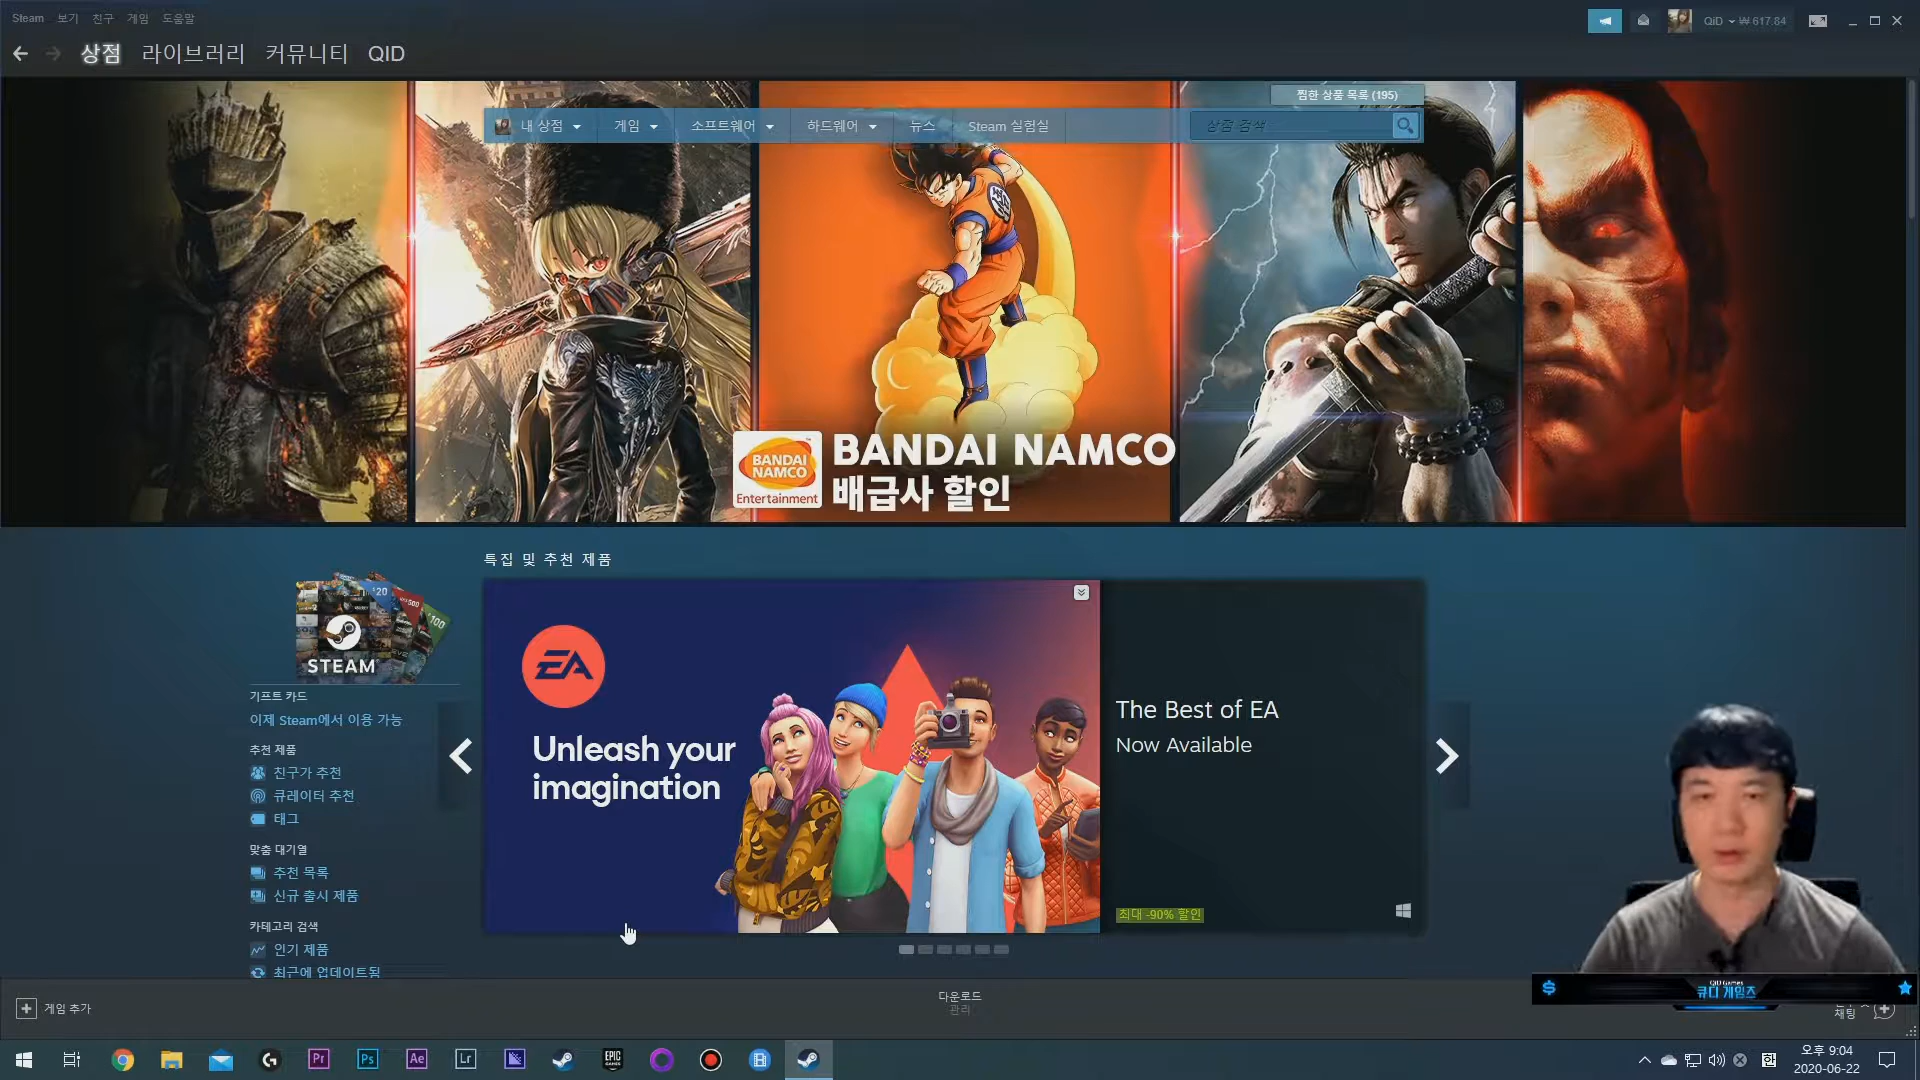 Steam 보기 친구 게임 도움말
QiD ₩ 617.84
상점 라이브러리 커뮤니티 QID
찜한 상품 목록 (195)
내 상점 게임 소프트웨어 하드웨어 뉴스 Steam 실험실 상점 검색
BANDAI NAMCO Entertainment
BANDAI NAMCO
배급사 할인
특집 및 추천 제품
STEAM
기프트 카드
이제 Steam에서 이용 가능
추천 제품
친구가 추천
큐레이터 추천
태그
맞춤 대기열
추천 목록
신규 출시 제품
카테고리 검색
인기 제품
최근에 업데이트됨
EA
Unleash your
imagination
The Best of EA
Now Available
최대 -90% 할인
게임 추가
다운로드
관리
QiD Games
큐디 게임즈
채팅
Pr Ps Ae Lr EPIC GAMES
한
오후 9:04
2020-06-22